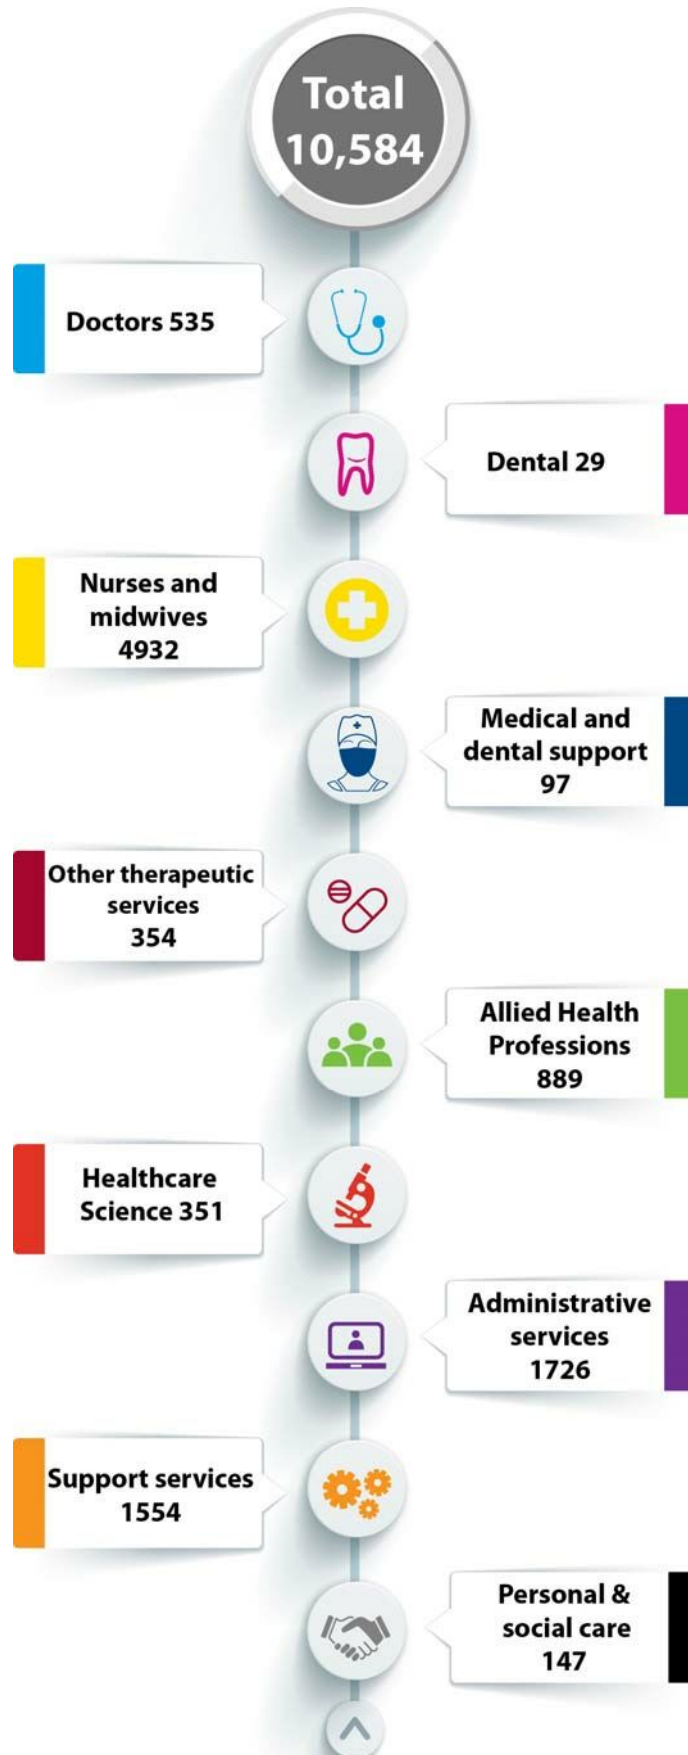 Total
10,584
Doctors 535
Dental 29
Nurses and
midwives
4932
Medical and
dental support
97
Other therapeutic
services
354
Allied Health
Professions
889
Healthcare
Science 351
Administrative
services
1726
Support services
1554
Personal &
social care
147